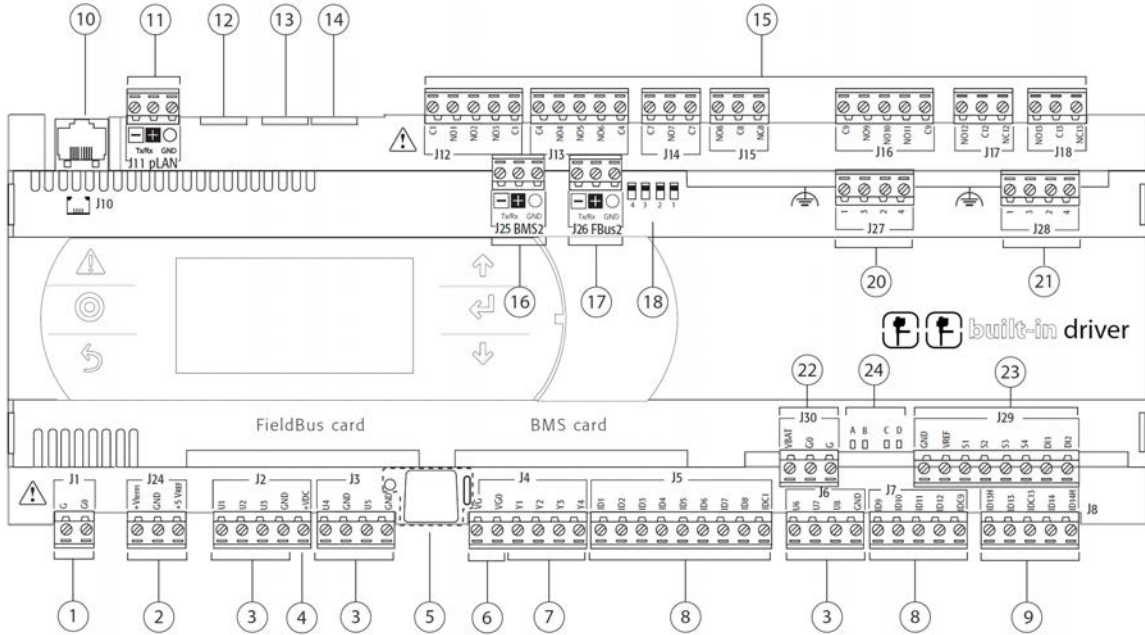 10 11 12 13 14 15
Tx/Rx GND
J11 pLAN
C1 NO1 NO2 NO3 C1
J12
C4 NO4 NO5 NO6 C4
J13
C7 NO7 C7
J14
NO8 C8 NC8
J15
C9 NO9 NO10 NO11 C9
J16
NO12 C12 NC12
J17
NO13 C13 NC13
J18
J10
Tx/Rx GND
J25 BMS2
Tx/Rx GND
J26 FBus2
4 3 2 1
1 3 2 4
J27
1 3 2 4
J28
16 17 18 20 21
built-in driver
22 24 23
FieldBus card
BMS card
J30
VBAT G0 G
A B C D
J29
GND VREF S1 S2 S3 S4 DI1 DI2
J1
G G0
J24
+Vterm GND +5 VREF
J2
U1 U2 U3 GND +VDC
J3
U4 GND U5 GND
J4
VG VG0 Y1 Y2 Y3 Y4
J5
ID1 ID2 ID3 ID4 ID5 ID6 ID7 ID8 IDC1
J6
U6 U7 U8 GND
J7
ID9 ID10 ID11 ID12 IDC9
J8
ID13H ID13 IDC13 ID14 ID14H
1 2 3 4 3 5 6 7 8 3 8 9